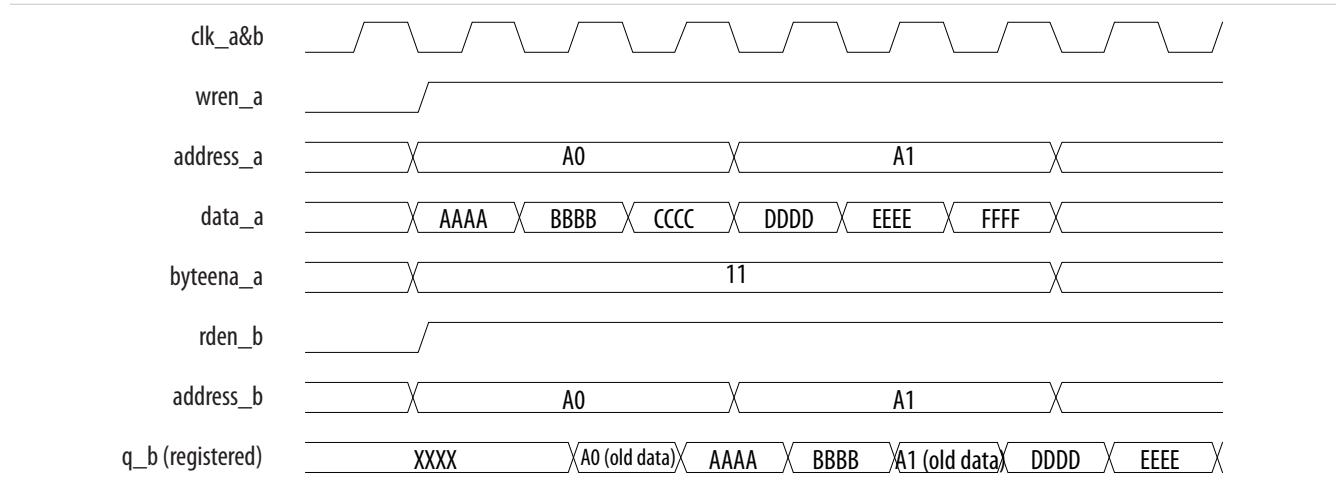 clk_a&b
wren_a
address_a A0 A1
data_a AAAA BBBB CCCC DDDD EEEE FFFF
byteena_a 11
rden_b
address_b A0 A1
q_b (registered) XXXX A0 (old data) AAAA BBBB A1 (old data) DDDD EEEE